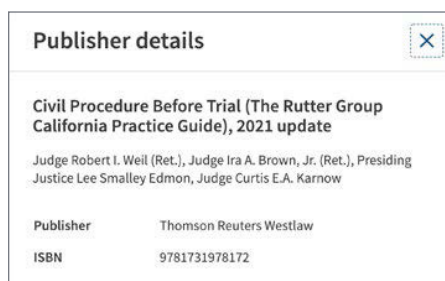 Publisher details
Civil Procedure Before Trial (The Rutter Group
California Practice Guide), 2021 update
Judge Robert I. Weil (Ret.), Judge Ira A. Brown, Jr. (Ret.), Presiding
Justice Lee Smalley Edmon, Judge Curtis E.A. Karnow
Publisher Thomson Reuters Westlaw
ISBN 9781731978172